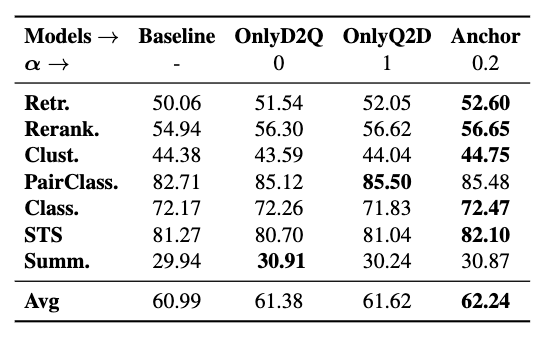 Models → Baseline OnlyD2Q OnlyQ2D Anchor
α → - 0 1 0.2
Retr. 50.06 51.54 52.05 52.60
Rerank. 54.94 56.30 56.62 56.65
Clust. 44.38 43.59 44.04 44.75
PairClass. 82.71 85.12 85.50 85.48
Class. 72.17 72.26 71.83 72.47
STS 81.27 80.70 81.04 82.10
Summ. 29.94 30.91 30.24 30.87
Avg 60.99 61.38 61.62 62.24